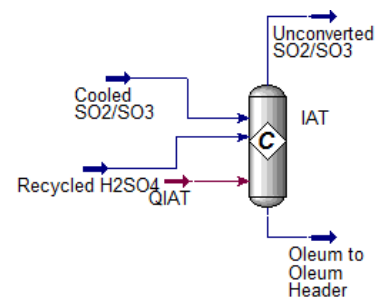 Unconverted
SO2/SO3
Cooled
SO2/SO3
IAT
C
Recycled H2SO4
QIAT
Oleum to
Oleum
Header